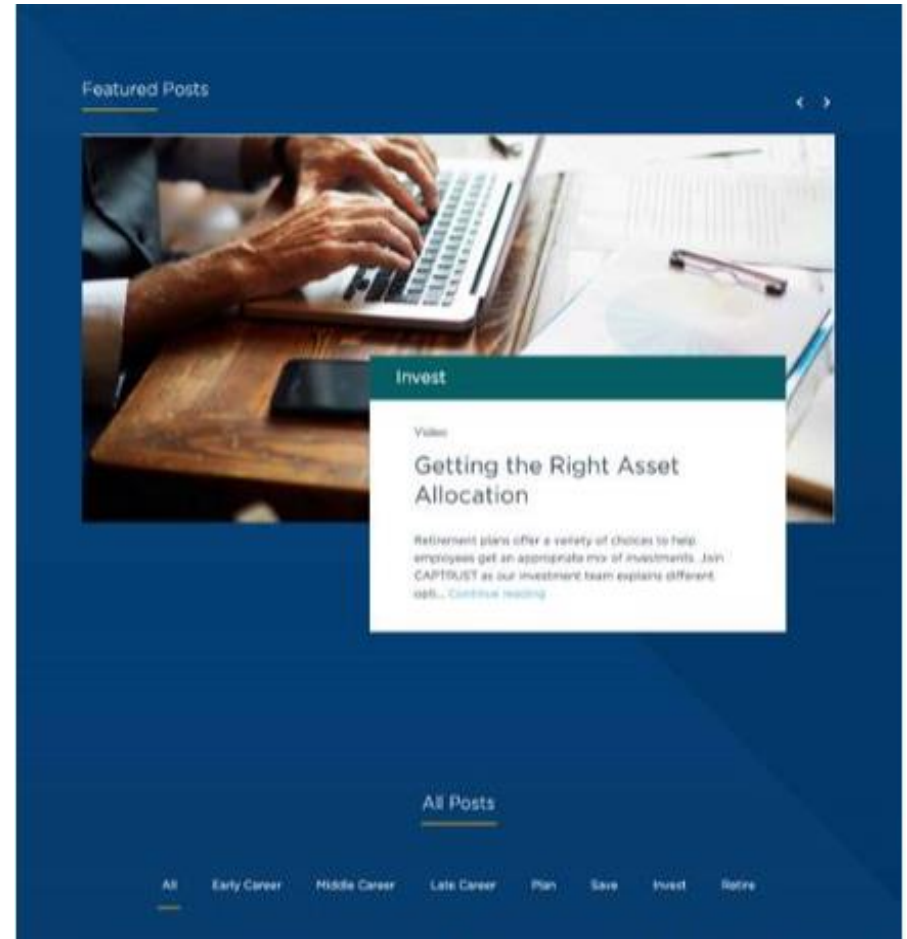 Featured Posts
Invest
Video
Getting the Right Asset
Allocation
Retirement plans offer a variety of choices to help
employees get an appropriate mix of investments. Join
CAPTRUST as our investment team explains different
opti... Continue reading
All Posts
All Early Career Middle Career Late Career Plan Save Invest Retire